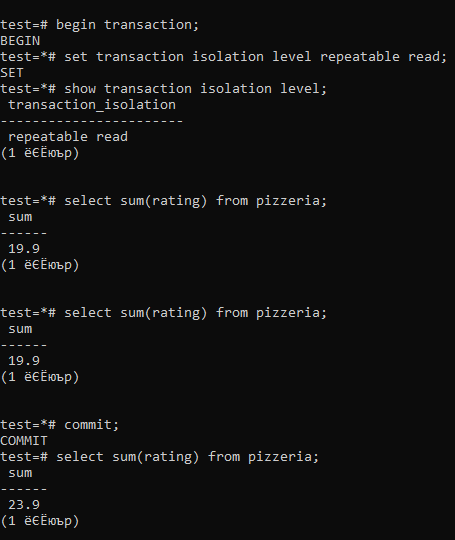 test=# begin transaction;
BEGIN
test=*# set transaction isolation level repeatable read;
SET
test=*# show transaction isolation level;
 transaction_isolation
-----------------------
 repeatable read
(1 ёЄЁюър)
test=*# select sum(rating) from pizzeria;
 sum
------
 19.9
(1 ёЄЁюър)
test=*# select sum(rating) from pizzeria;
 sum
------
 19.9
(1 ёЄЁюър)
test=*# commit;
COMMIT
test=# select sum(rating) from pizzeria;
 sum
------
 23.9
(1 ёЄЁюър)